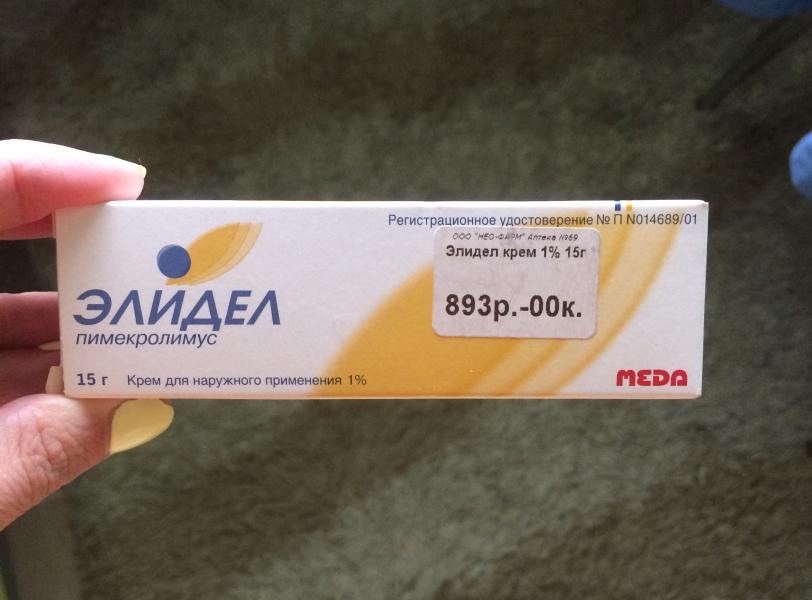 Регистрационное удостоверение № П N014689/01
ООО "НЕО-ФАРМ" Аптека №69
Элидел крем 1% 15г
893р.-00к.
ЭЛИДЕЛ
пимекролимус
15 г Крем для наружного применения 1%
MEDA